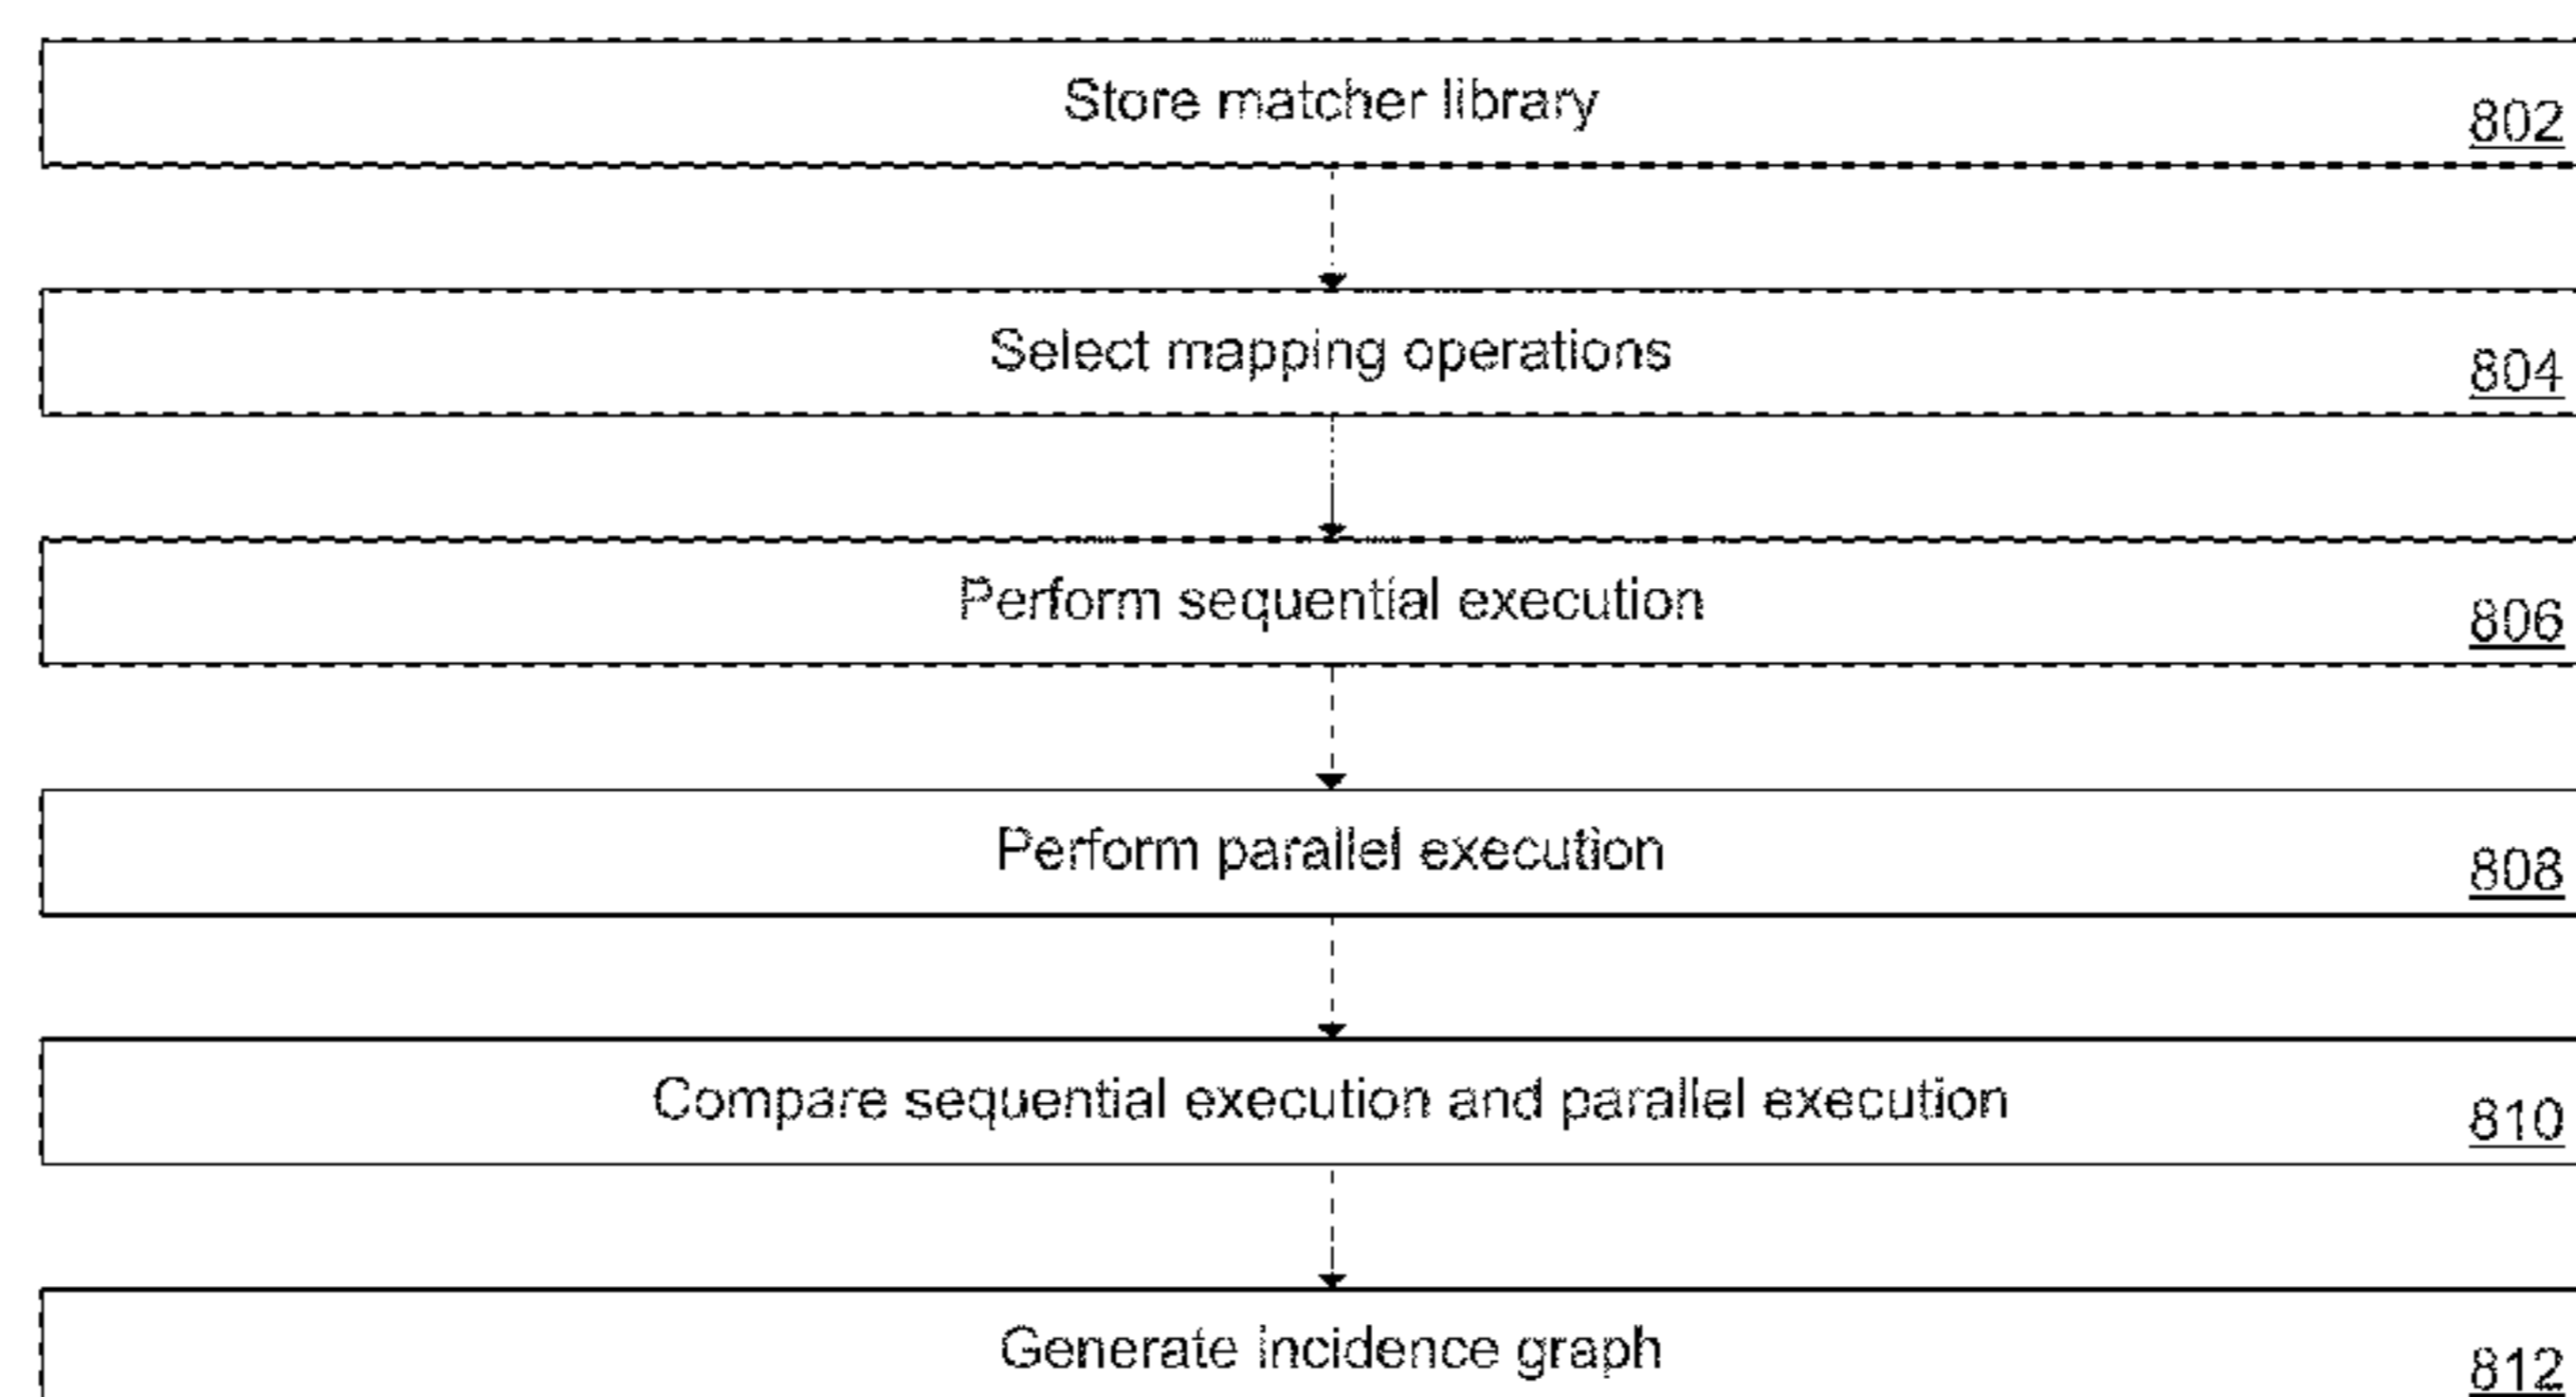 Store matcher library
802
Select mapping operations
804
Perform sequential execution
806
Perform parallel execution
808
Compare sequential execution and parallel execution
810
Generate incidence graph
812